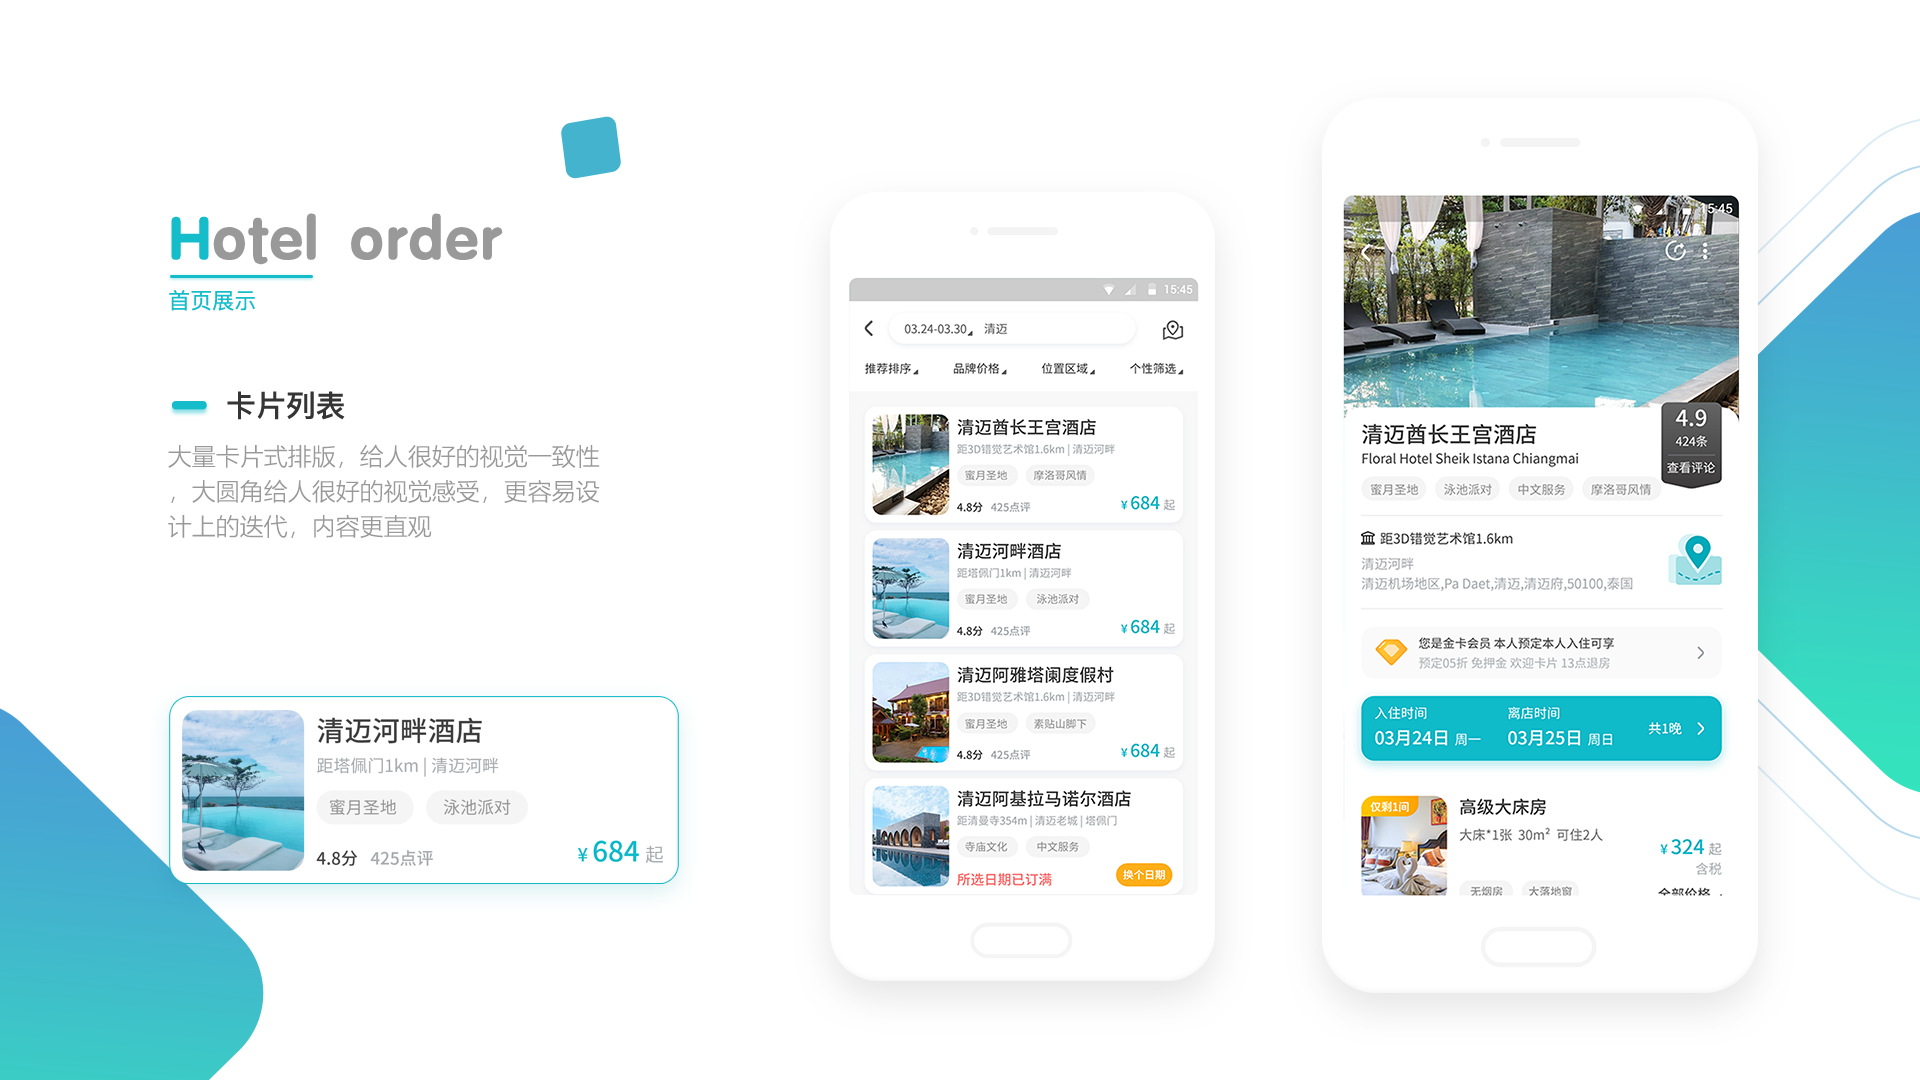 Hotel order
首页展示
卡片列表
大量卡片式排版，给人很好的视觉一致性
，大圆角给人很好的视觉感受，更容易设
计上的迭代，内容更直观
清迈河畔酒店
距塔佩门1km | 清迈河畔
蜜月圣地 泳池派对
4.8分 425点评 ¥ 684 起
15:45
03.24-03.30 清迈
推荐排序 品牌价格 位置区域 个性筛选
清迈酋长王宫酒店
距3D错觉艺术馆1.6km | 清迈河畔
蜜月圣地 摩洛哥风情
4.8分 425点评 ¥ 684 起
清迈河畔酒店
距塔佩门1km | 清迈河畔
蜜月圣地 泳池派对
4.8分 425点评 ¥ 684 起
清迈阿雅塔阑度假村
距3D错觉艺术馆1.6km | 清迈河畔
蜜月圣地 素贴山脚下
4.8分 425点评 ¥ 684 起
清迈阿基拉马诺尔酒店
距清曼寺354m | 清迈老城 | 塔佩门
寺庙文化 中文服务
所选日期已订满 换个日期
15:45
4.9
424条
查看评论
清迈酋长王宫酒店
Floral Hotel Sheik Istana Chiangmai
蜜月圣地 泳池派对 中文服务 摩洛哥风情
距3D错觉艺术馆1.6km
清迈河畔
清迈机场地区,Pa Daet,清迈,清迈府,50100,泰国
您是金卡会员 本人预定本人入住可享
预定05折 免押金 欢迎卡片 13点退房
入住时间 离店时间
03月24日 周一 03月25日 周日 共1晚
仅剩1间
高级大床房
大床*1张 30m² 可住2人
¥ 324 起
含税
无烟房 大落地窗 全部价格